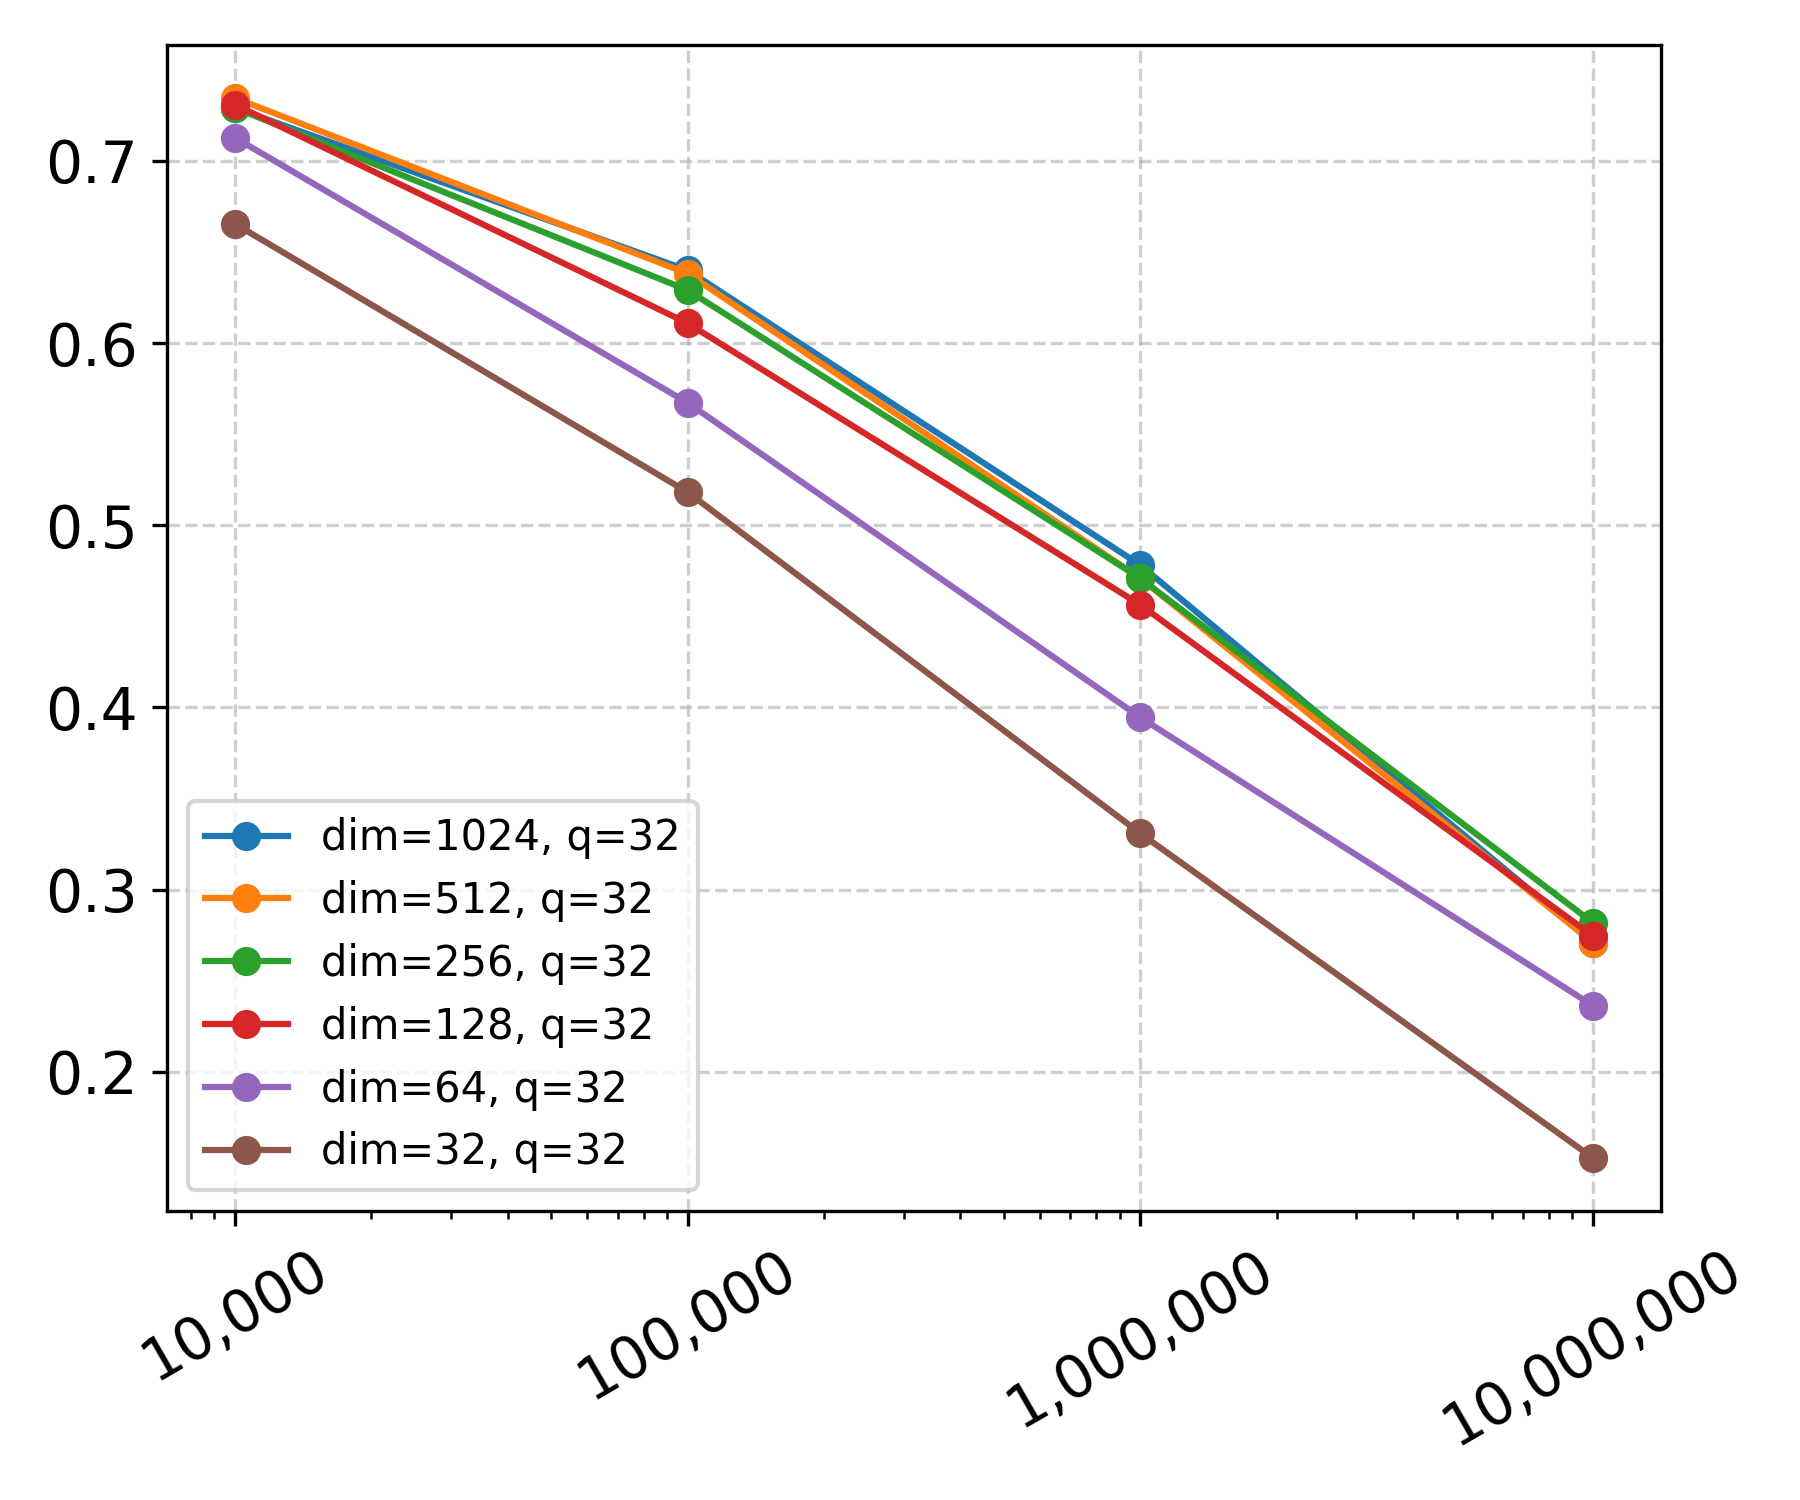 0.7
0.6
0.5
0.4
0.3
0.2
dim=1024, q=32
dim=512, q=32
dim=256, q=32
dim=128, q=32
dim=64, q=32
dim=32, q=32
10,000
100,000
1,000,000
10,000,000